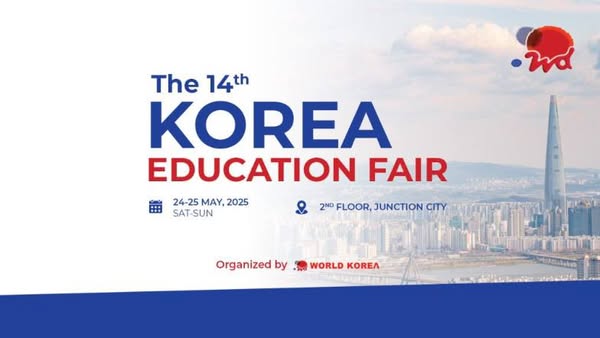 wd
The 14th
KOREA
EDUCATION FAIR
24-25 MAY, 2025
SAT-SUN
2ND FLOOR, JUNCTION CITY
Organized by WORLD KOREA